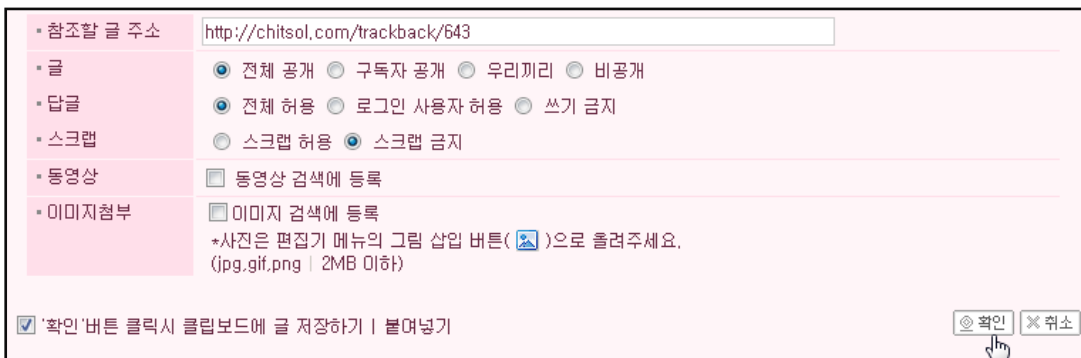 ▪ 참조할 글 주소 http://chitsol.com/trackback/643
▪ 글 전체 공개 구독자 공개 우리끼리 비공개
▪ 답글 전체 허용 로그인 사용자 허용 쓰기 금지
▪ 스크랩 스크랩 허용 스크랩 금지
▪ 동영상 동영상 검색에 등록
▪ 이미지첨부 이미지 검색에 등록
*사진은 편집기 메뉴의 그림 삽입 버튼( )으로 올려주세요.
(jpg,gif,png | 2MB 이하)
'확인'버튼 클릭시 클립보드에 글 저장하기 | 붙여넣기 확인 취소